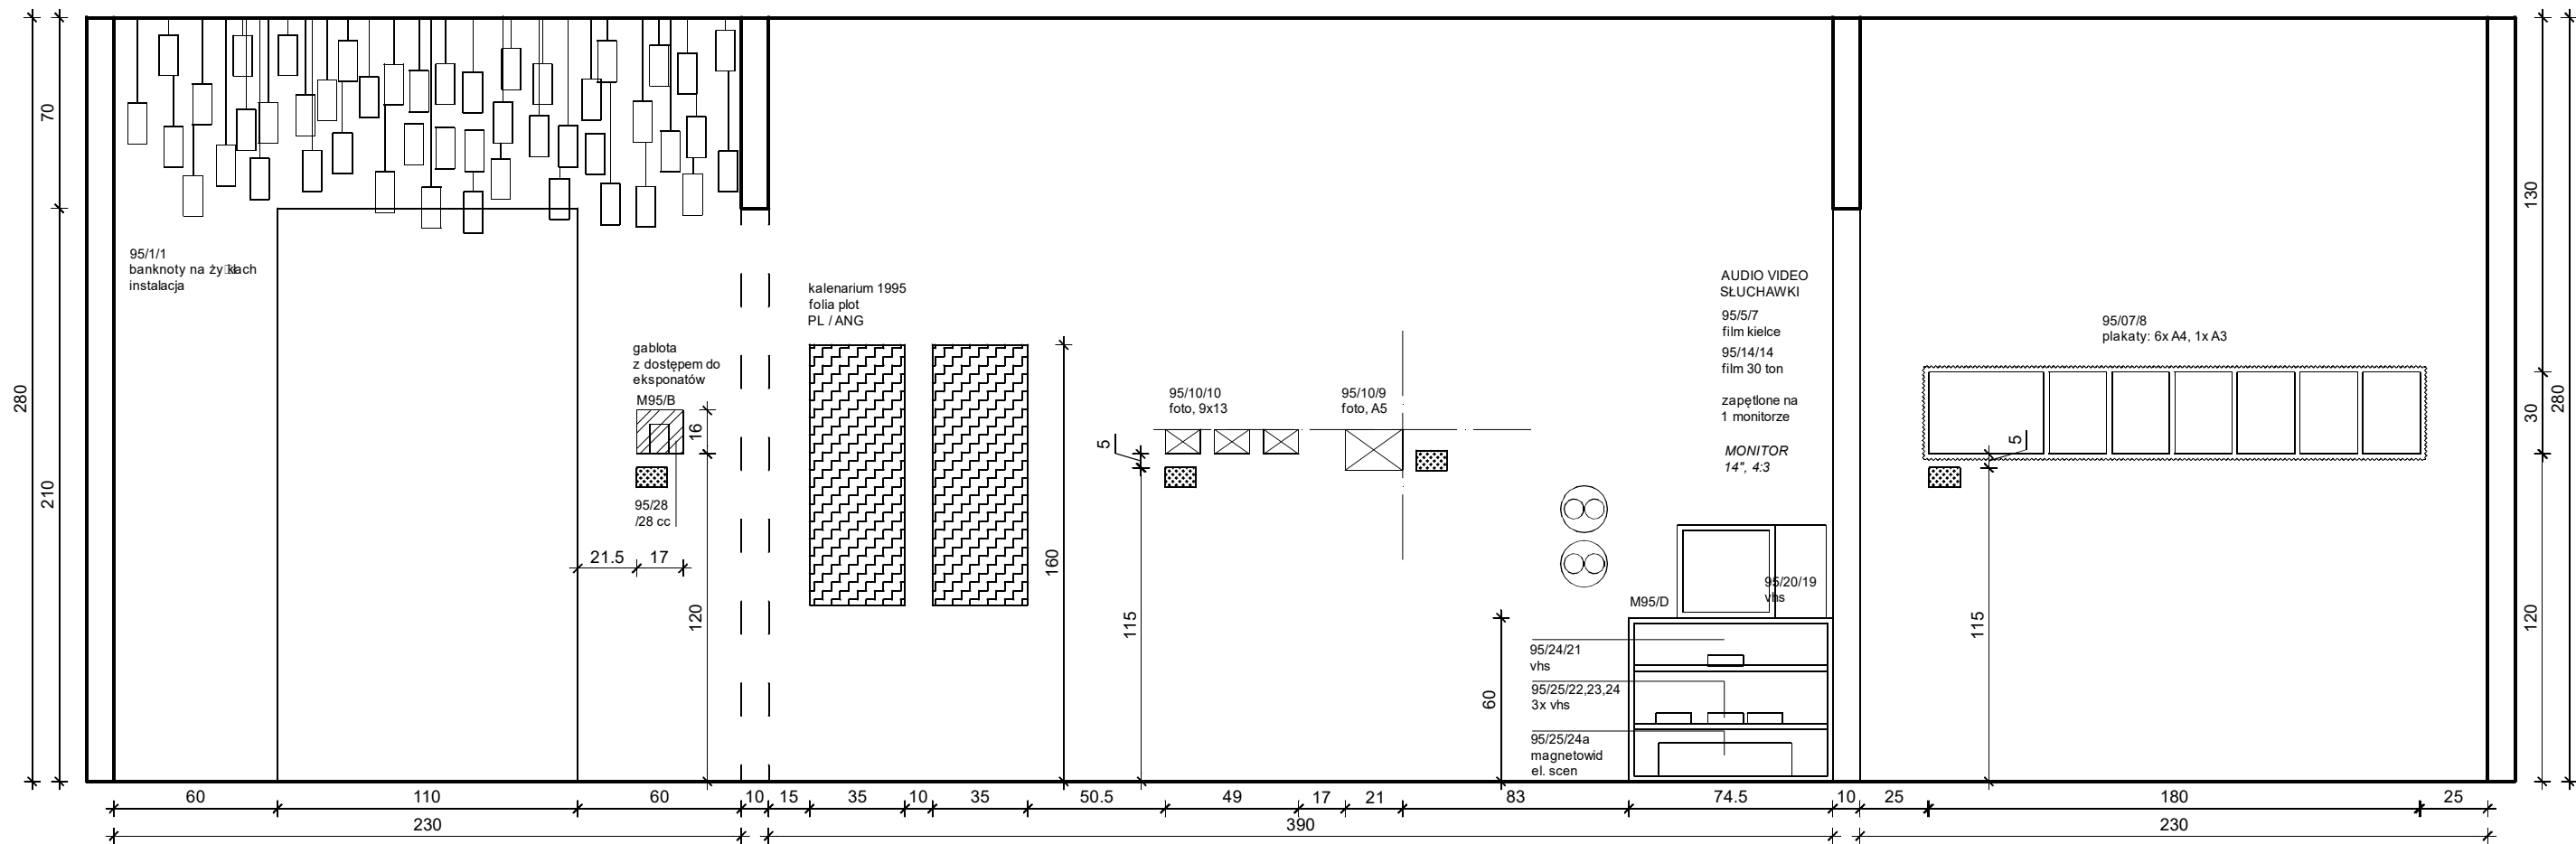 280
70
210
95/1/1
banknoty na
instalacja
gablota
z dostępem do
eksponatów
M95/B
16
95/28
/28 cc
21.5
17
120
kalenarium 1995
folia plot
PL / ANG
160
95/10/10
foto, 9x13
5
115
95/10/9
foto, A5
AUDIO VIDEO
SŁUCHAWKI
95/5/7
film kielce
95/14/14
film 30 ton
zapętlone na
1 monitorze
MONITOR
14", 4:3
95/20/19
vhs
M95/D
95/24/21
vhs
95/25/22,23,24
3x vhs
95/25/24a
magnetowid
el. scen
60
95/07/8
plakaty: 6x A4, 1x A3
5
115
130
30
120
280
60 110 60 10 15 35 10 35 50.5 49 17 21 83 74.5 10 25 180 25
230 390 230